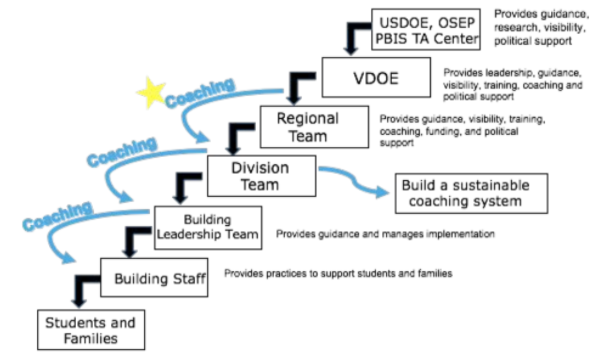 USDOE, OSEP
PBIS TA Center
Provides guidance,
research, visibility,
political support
VDOE
Provides leadership, guidance,
visibility, training, coaching and
political support
Coaching
Regional
Team
Provides guidance, visibility, training,
coaching, funding, and political
support
Coaching
Division
Team
Build a sustainable
coaching system
Coaching
Building
Leadership Team
Provides guidance and manages implementation
Building Staff
Provides practices to support students and families
Students and
Families